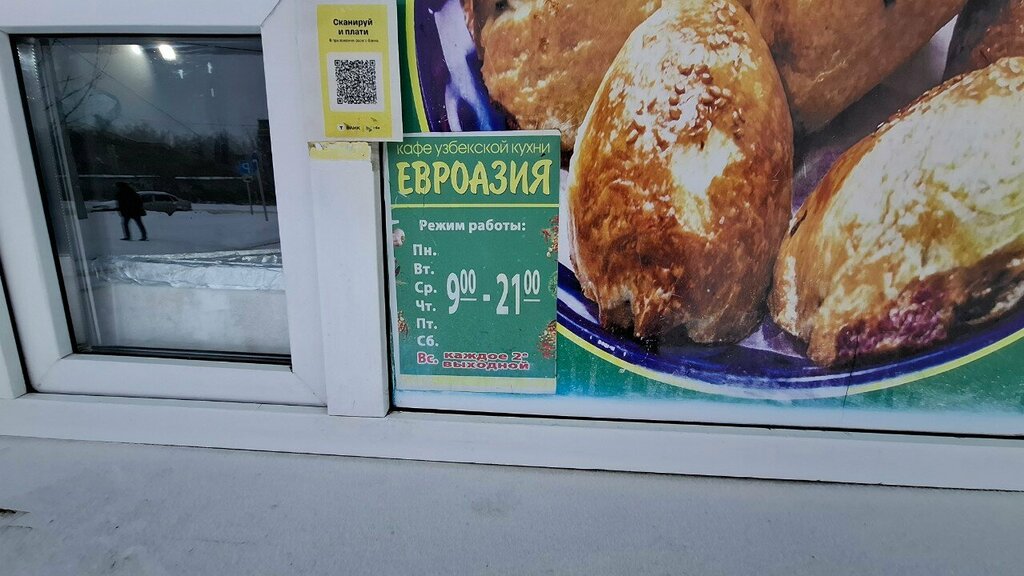 Сканируй
и плати
кафе узбекской кухни
ЕВРОАЗИЯ
Режим работы:
Пн.
Вт.
Ср. 9⁰⁰ - 21⁰⁰
Чт.
Пт.
Сб.
Вс. каждое 2ᵉ
выходной